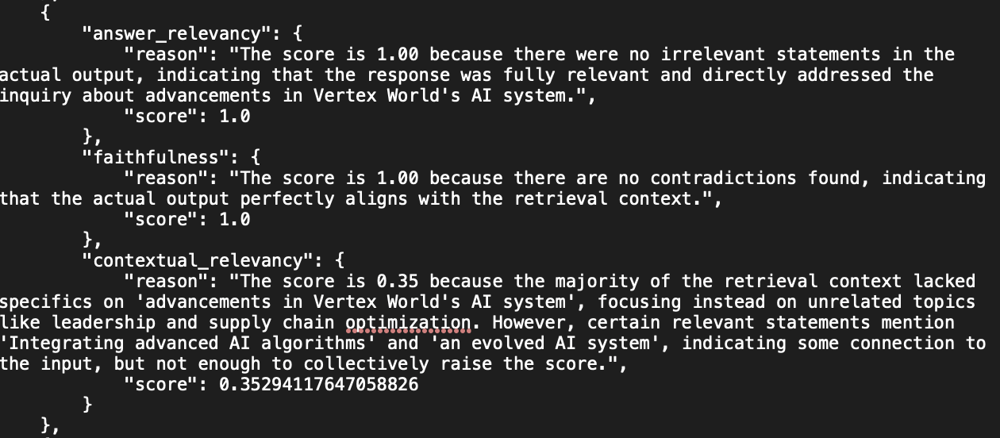 {
"answer_relevancy": {
"reason": "The score is 1.00 because there were no irrelevant statements in the
actual output, indicating that the response was fully relevant and directly addressed the
inquiry about advancements in Vertex World's AI system.",
"score": 1.0
},
"faithfulness": {
"reason": "The score is 1.00 because there are no contradictions found, indicating
that the actual output perfectly aligns with the retrieval context.",
"score": 1.0
},
"contextual_relevancy": {
"reason": "The score is 0.35 because the majority of the retrieval context lacked
specifics on 'advancements in Vertex World's AI system', focusing instead on unrelated topics
like leadership and supply chain optimization. However, certain relevant statements mention
'Integrating advanced AI algorithms' and 'an evolved AI system', indicating some connection to
the input, but not enough to collectively raise the score.",
"score": 0.35294117647058826
}
},